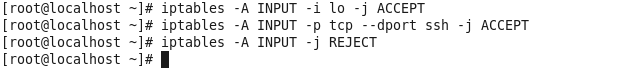 [root@localhost ~]# iptables -A INPUT -i lo -j ACCEPT
[root@localhost ~]# iptables -A INPUT -p tcp --dport ssh -j ACCEPT
[root@localhost ~]# iptables -A INPUT -j REJECT
[root@localhost ~]#